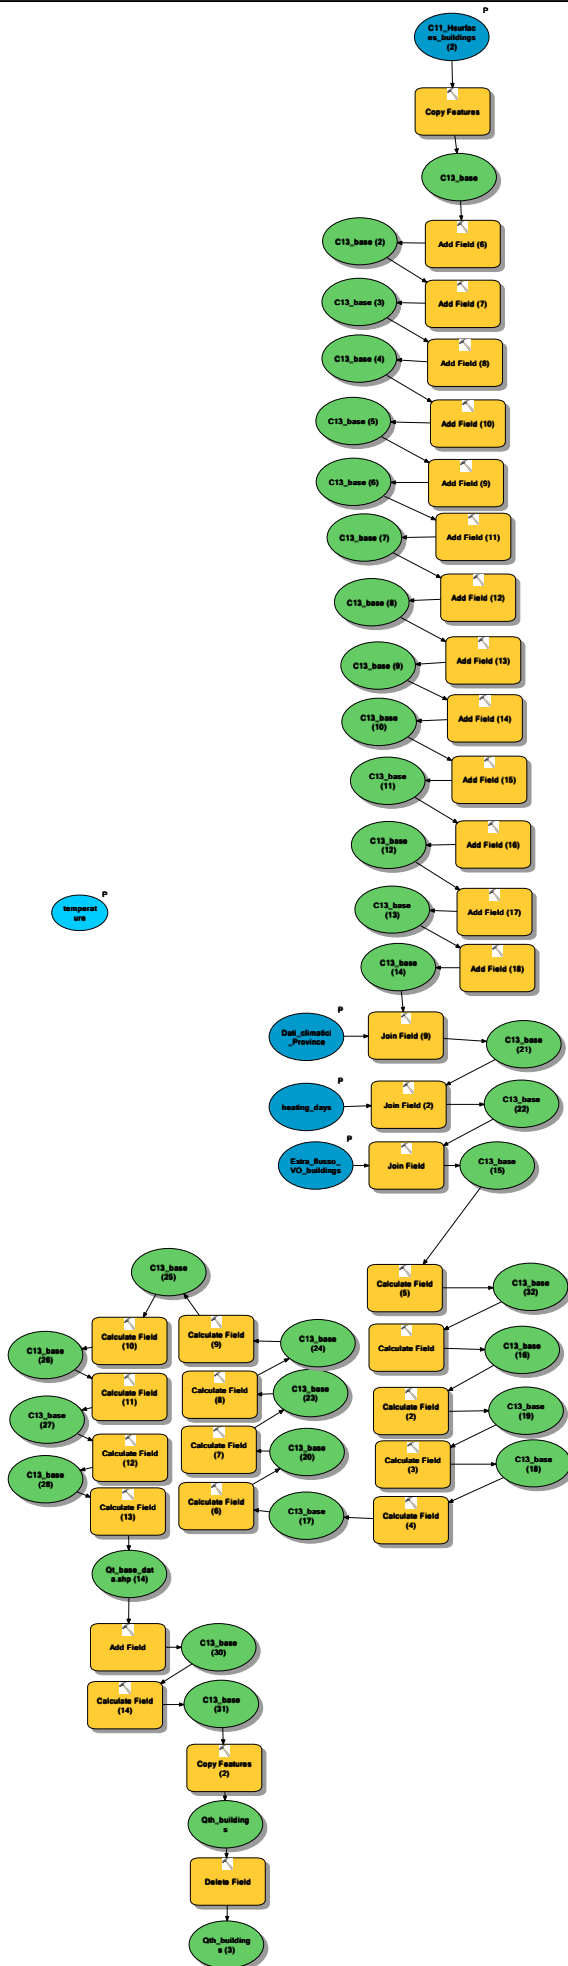 P
C11_Hsurfac
es_buildings
(2)
Copy Features
C13_base
C13_base (2)
Add Field (6)
C13_base (3)
Add Field (7)
C13_base (4)
Add Field (8)
C13_base (5)
Add Field (10)
C13_base (6)
Add Field (9)
C13_base (7)
Add Field (11)
C13_base (8)
Add Field (12)
C13_base (9)
Add Field (13)
C13_base
(10)
Add Field (14)
C13_base
(11)
Add Field (15)
C13_base
(12)
Add Field (16)
P
temperat
ure
C13_base
(13)
Add Field (17)
C13_base
(14)
Add Field (18)
P
Dati_climatici
_Province
Join Field (9)
C13_base
(21)
P
heating_days
Join Field (2)
C13_base
(22)
P
Extra_flusso_
VO_buildings
Join Field
C13_base
(15)
C13_base
(25)
Calculate Field
(5)
C13_base
(32)
Calculate Field
(10)
Calculate Field
(9)
C13_base
(24)
Calculate Field
C13_base
(16)
C13_base
(26)
Calculate Field
(11)
Calculate Field
(8)
C13_base
(23)
Calculate Field
(2)
C13_base
(19)
C13_base
(27)
Calculate Field
(12)
Calculate Field
(7)
C13_base
(20)
Calculate Field
(3)
C13_base
(18)
C13_base
(28)
Calculate Field
(13)
Calculate Field
(6)
C13_base
(17)
Calculate Field
(4)
Qt_base_dat
a.shp (14)
Add Field
C13_base
(30)
Calculate Field
(14)
C13_base
(31)
Copy Features
(2)
Qth_building
s
Delete Field
Qth_building
s (3)